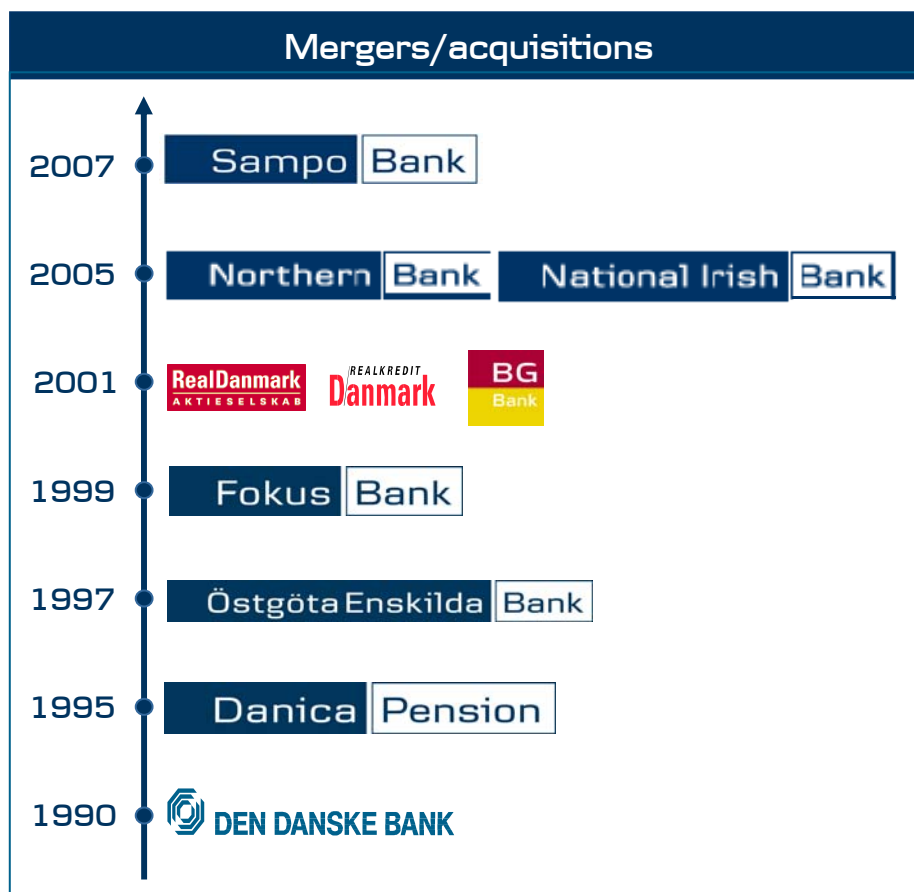 Mergers/acquisitions
2007 Sampo Bank
2005 Northern Bank National Irish Bank
2001 RealDanmark AKTIESELSKAB REALKREDIT Danmark BG Bank
1999 Fokus Bank
1997 Östgöta Enskilda Bank
1995 Danica Pension
1990 DEN DANSKE BANK